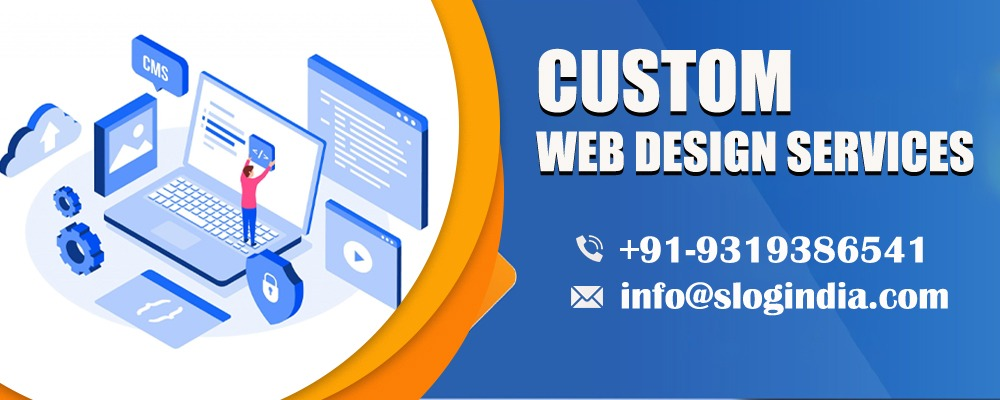 CMS
</>
CUSTOM
WEB DESIGN SERVICES
+91-9319386541
info@slogindia.com